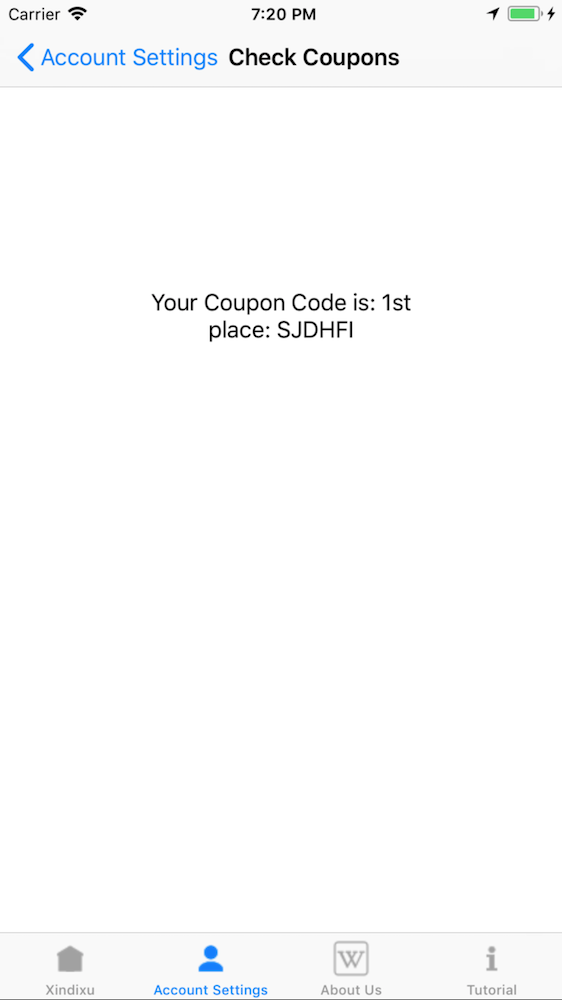 Carrier 7:20 PM
Account Settings Check Coupons
Your Coupon Code is: 1st
place: SJDHFI
W
Xindixu Account Settings About Us Tutorial